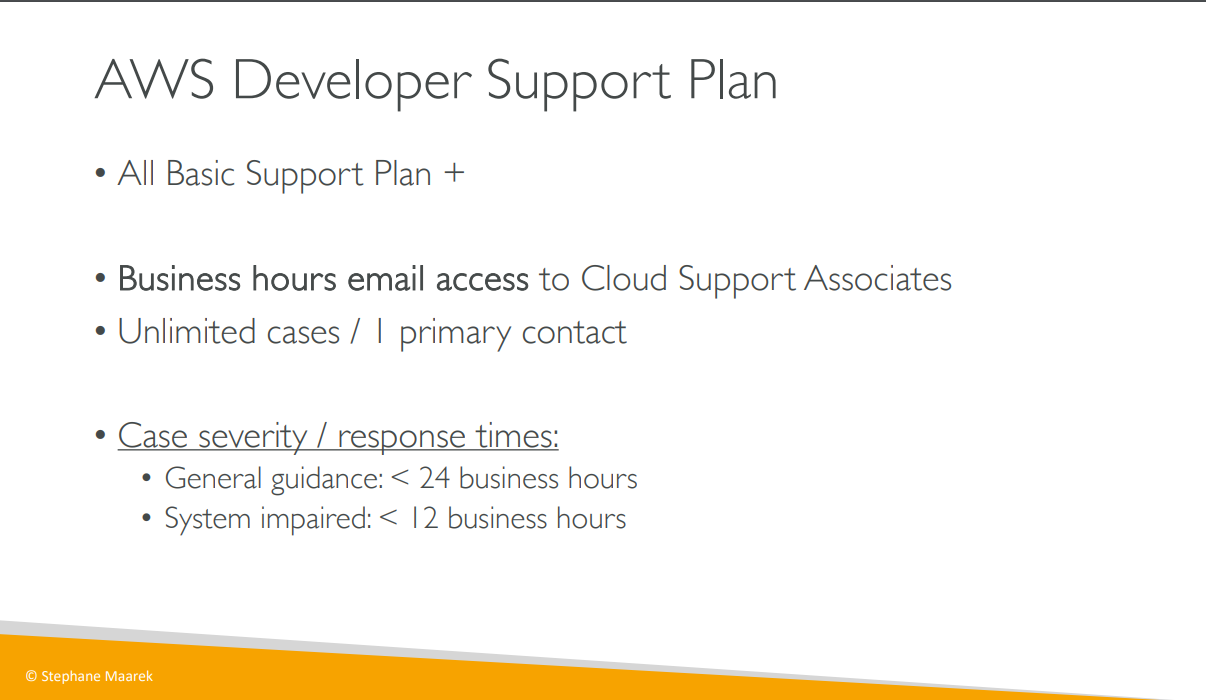 AWS Developer Support Plan
• All Basic Support Plan +
• Business hours email access to Cloud Support Associates
• Unlimited cases / 1 primary contact
• Case severity / response times:
• General guidance: < 24 business hours
• System impaired: < 12 business hours
© Stephane Maarek